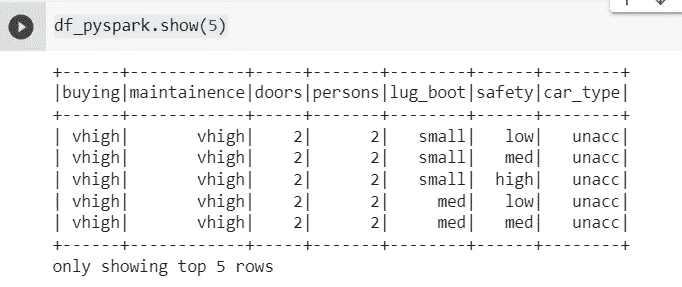 df_pyspark.show(5)
+------+------------+-----+-------+--------+------+--------+
|buying|maintainence|doors|persons|lug_boot|safety|car_type|
+------+------------+-----+-------+--------+------+--------+
| vhigh|       vhigh|    2|      2|   small|   low|   unacc|
| vhigh|       vhigh|    2|      2|   small|   med|   unacc|
| vhigh|       vhigh|    2|      2|   small|  high|   unacc|
| vhigh|       vhigh|    2|      2|     med|   low|   unacc|
| vhigh|       vhigh|    2|      2|     med|   med|   unacc|
+------+------------+-----+-------+--------+------+--------+
only showing top 5 rows